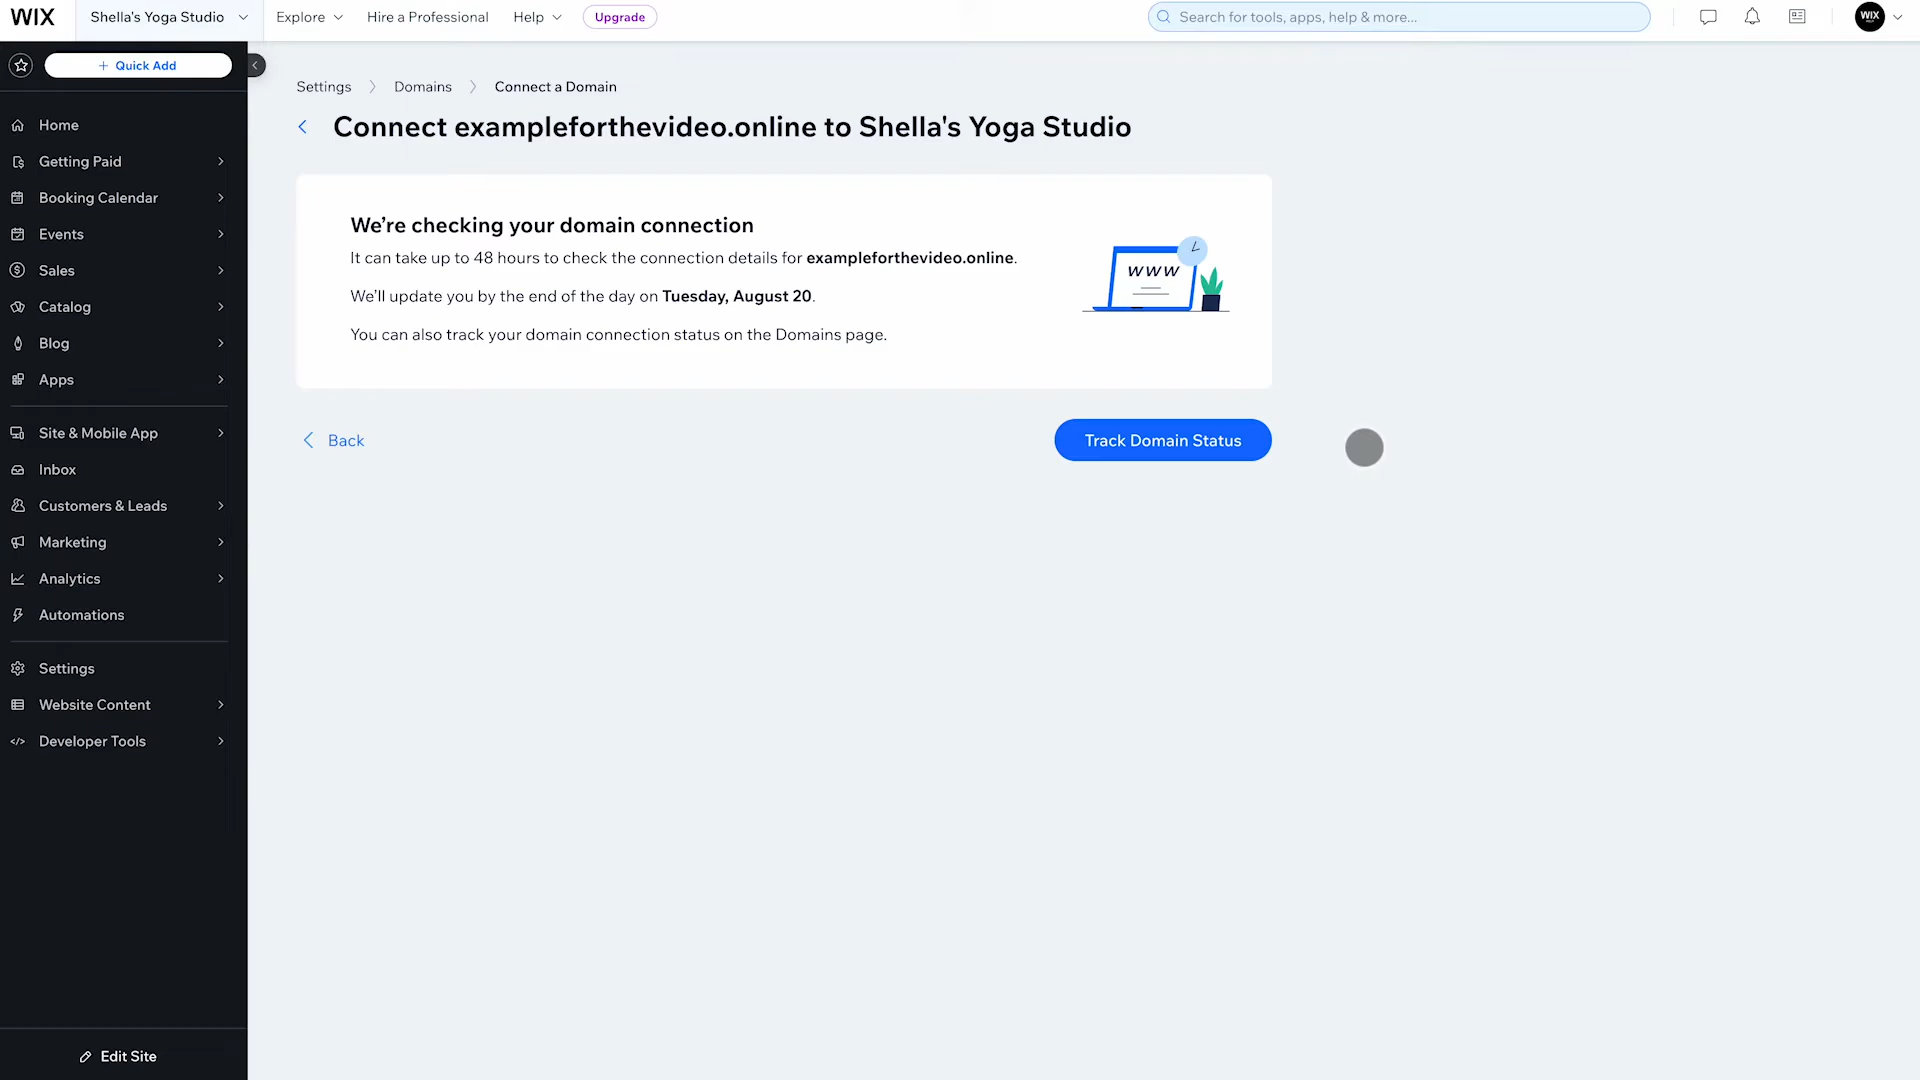 WIX
Shella's Yoga Studio
Explore
Hire a Professional
Help
Upgrade
Search for tools, apps, help & more...
WIX
+ Quick Add
Home
Getting Paid
Booking Calendar
Events
Sales
Catalog
Blog
Apps
Site & Mobile App
Inbox
Customers & Leads
Marketing
Analytics
Automations
Settings
Website Content
Developer Tools
Edit Site
Settings > Domains > Connect a Domain
Connect exampleforthevideo.online to Shella's Yoga Studio
We’re checking your domain connection
It can take up to 48 hours to check the connection details for exampleforthevideo.online.
We’ll update you by the end of the day on Tuesday, August 20.
You can also track your domain connection status on the Domains page.
www
Back
Track Domain Status